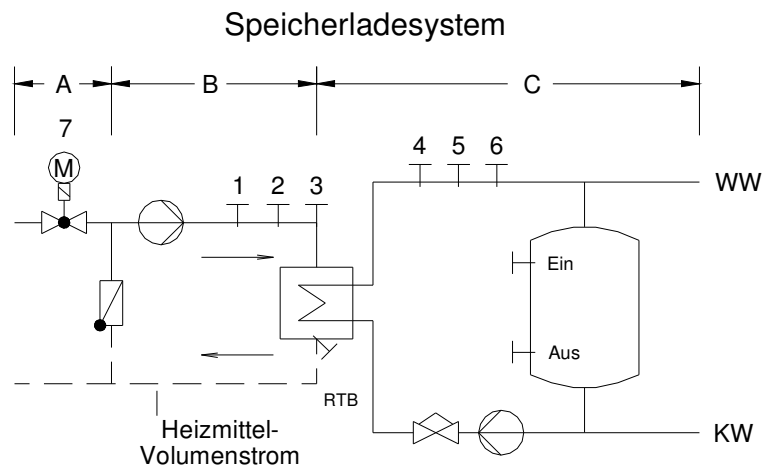 Speicherladesystem
A
B
C
7
M
1 2 3
4 5 6
WW
Ein
Aus
RTB
KW
Heizmittel-
Volumenstrom